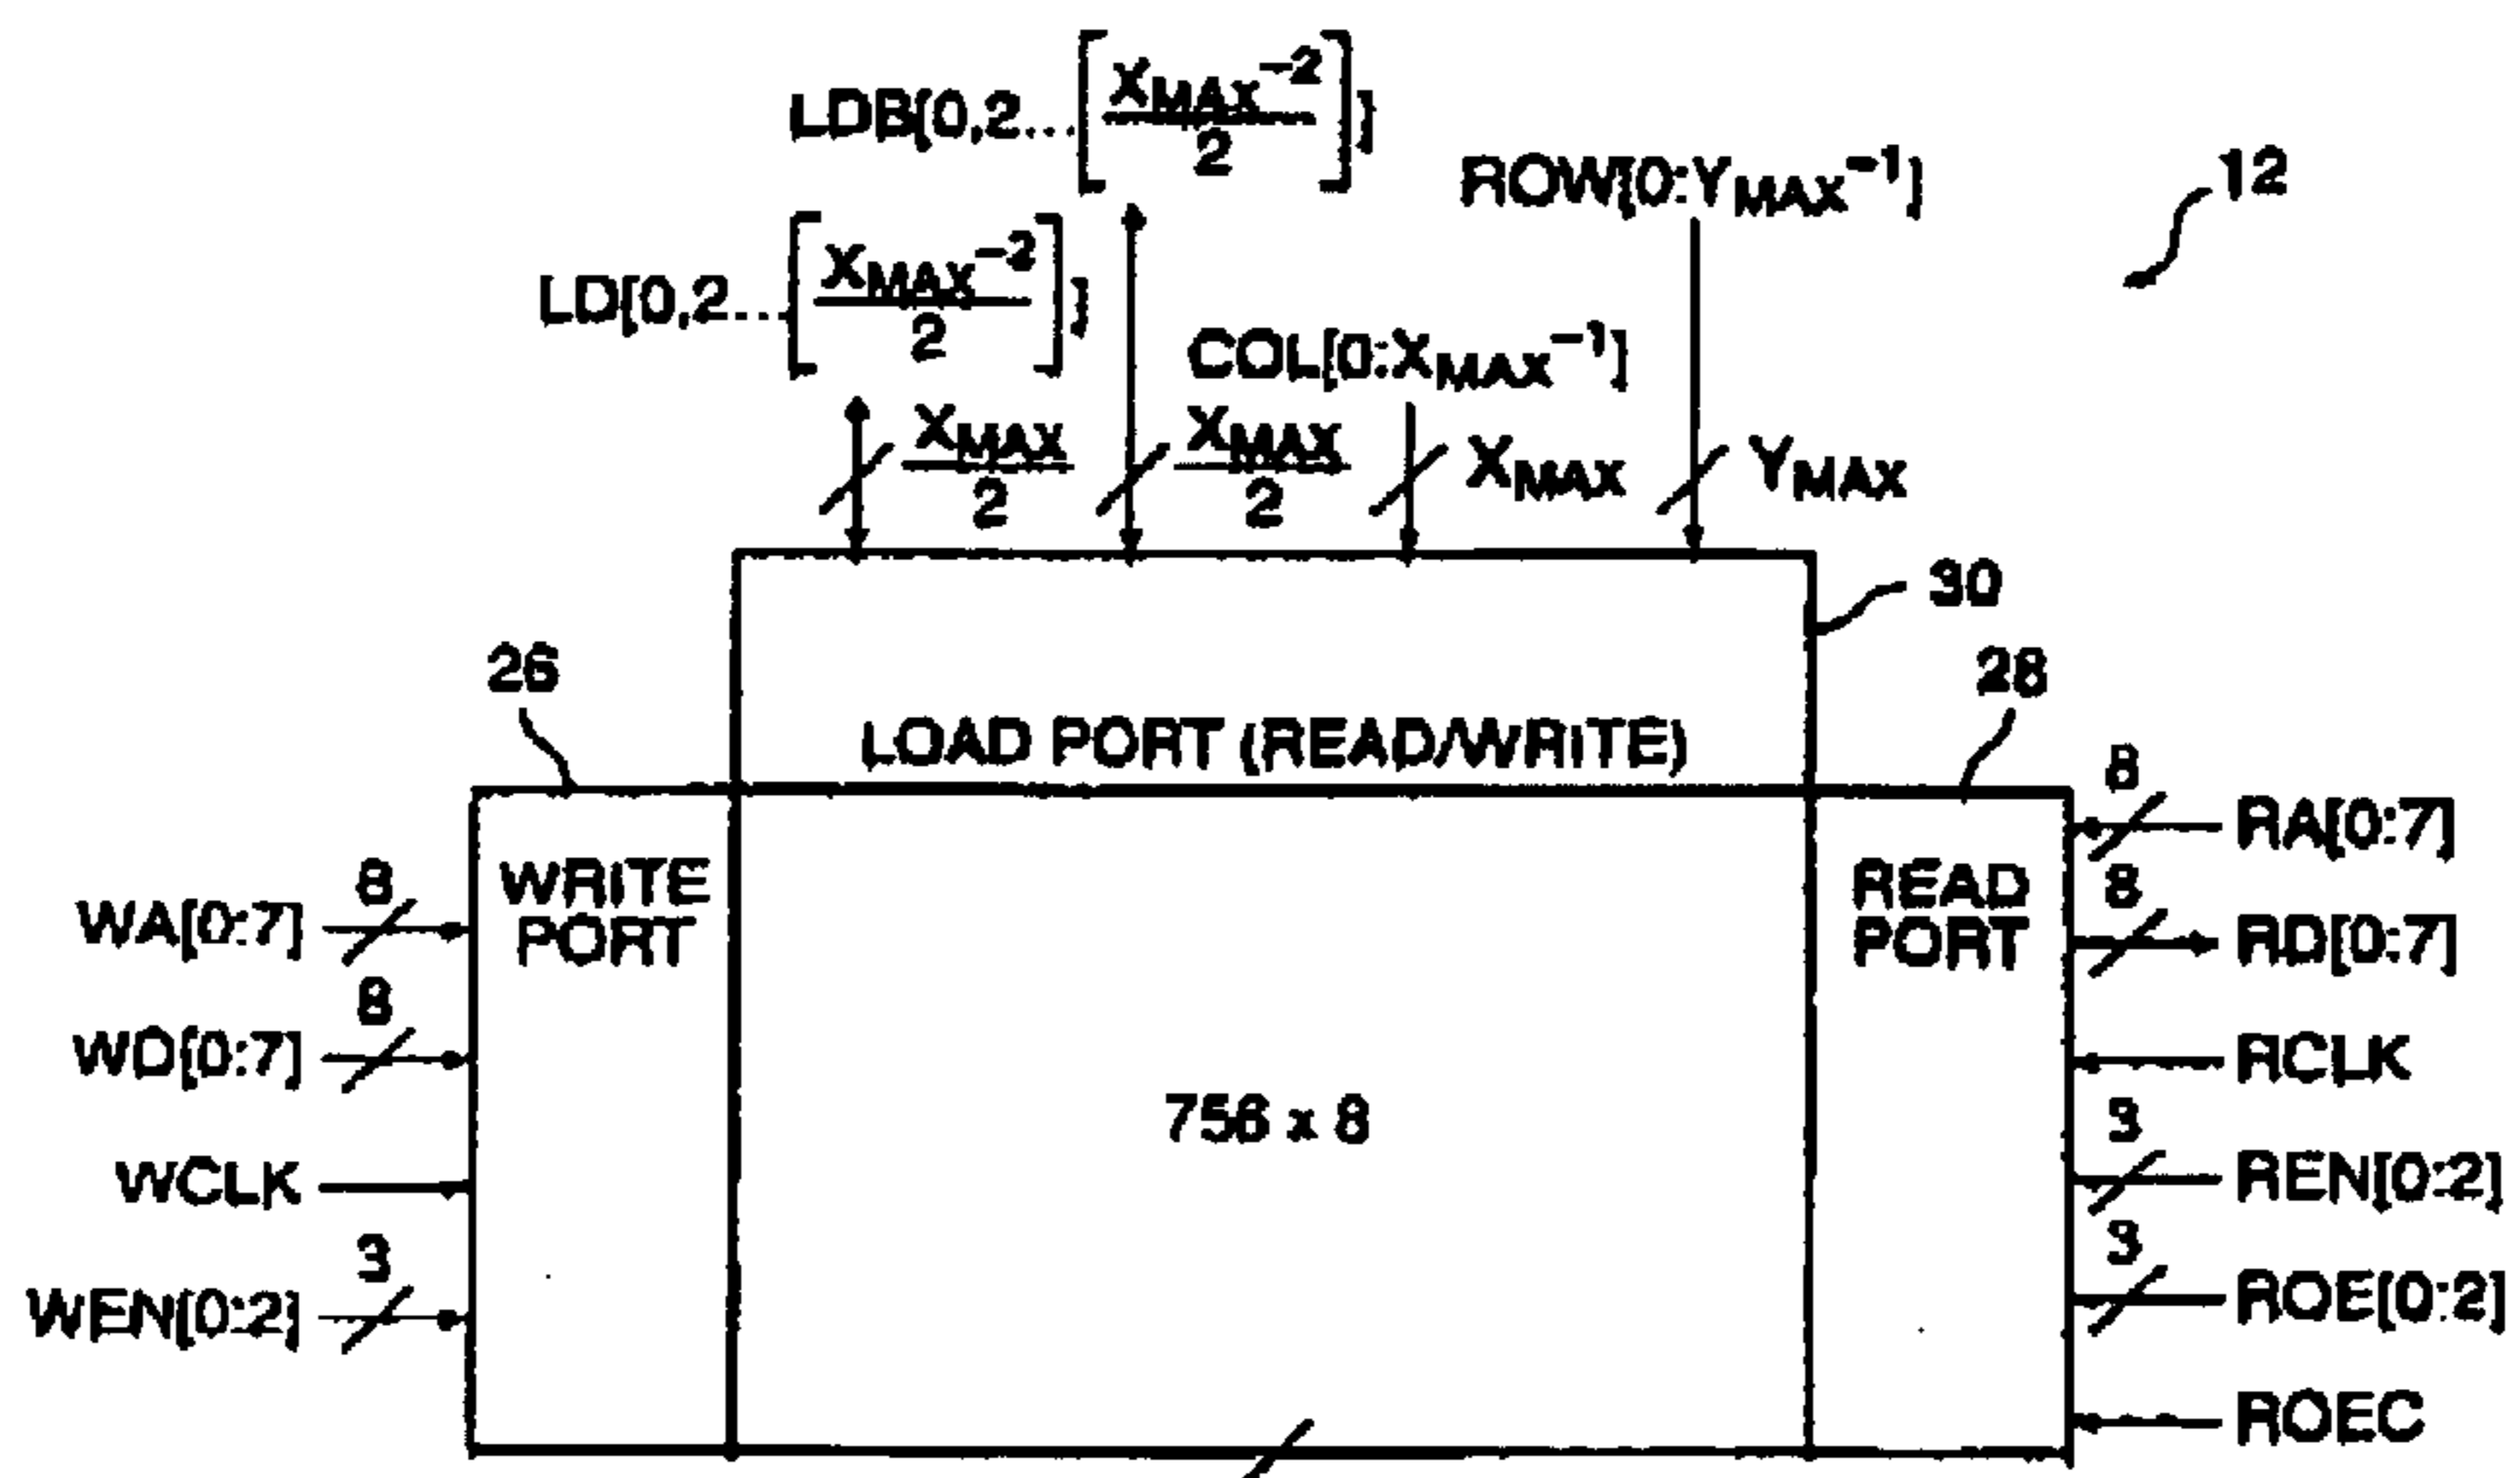 LDB[0,2...[XMAX-2/2]]
ROW[0:YMAX-1]
12
LD[0,2...[XMAX-2/2]]
COL[0:XMAX-1]
XMAX/2
XMAX/2
XMAX
YMAX
30
26
28
LOAD PORT (READ/WRITE)
8
RA[0:7]
WRITE
PORT
READ
PORT
8
WA[0:7]
8
RD[0:7]
8
WD[0:7]
RCLK
756 x 8
3
REN[0:2]
WCLK
3
ROE[0:2]
3
WEN[0:2]
ROEC